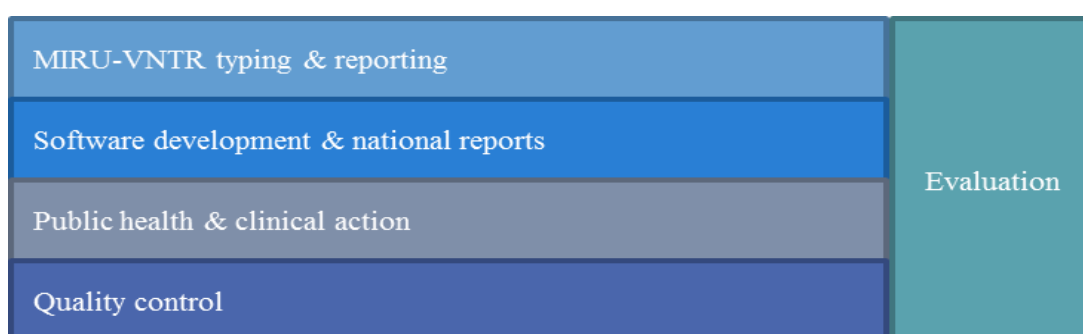 MIRU-VNTR typing & reporting
Software development & national reports
Public health & clinical action
Quality control
Evaluation